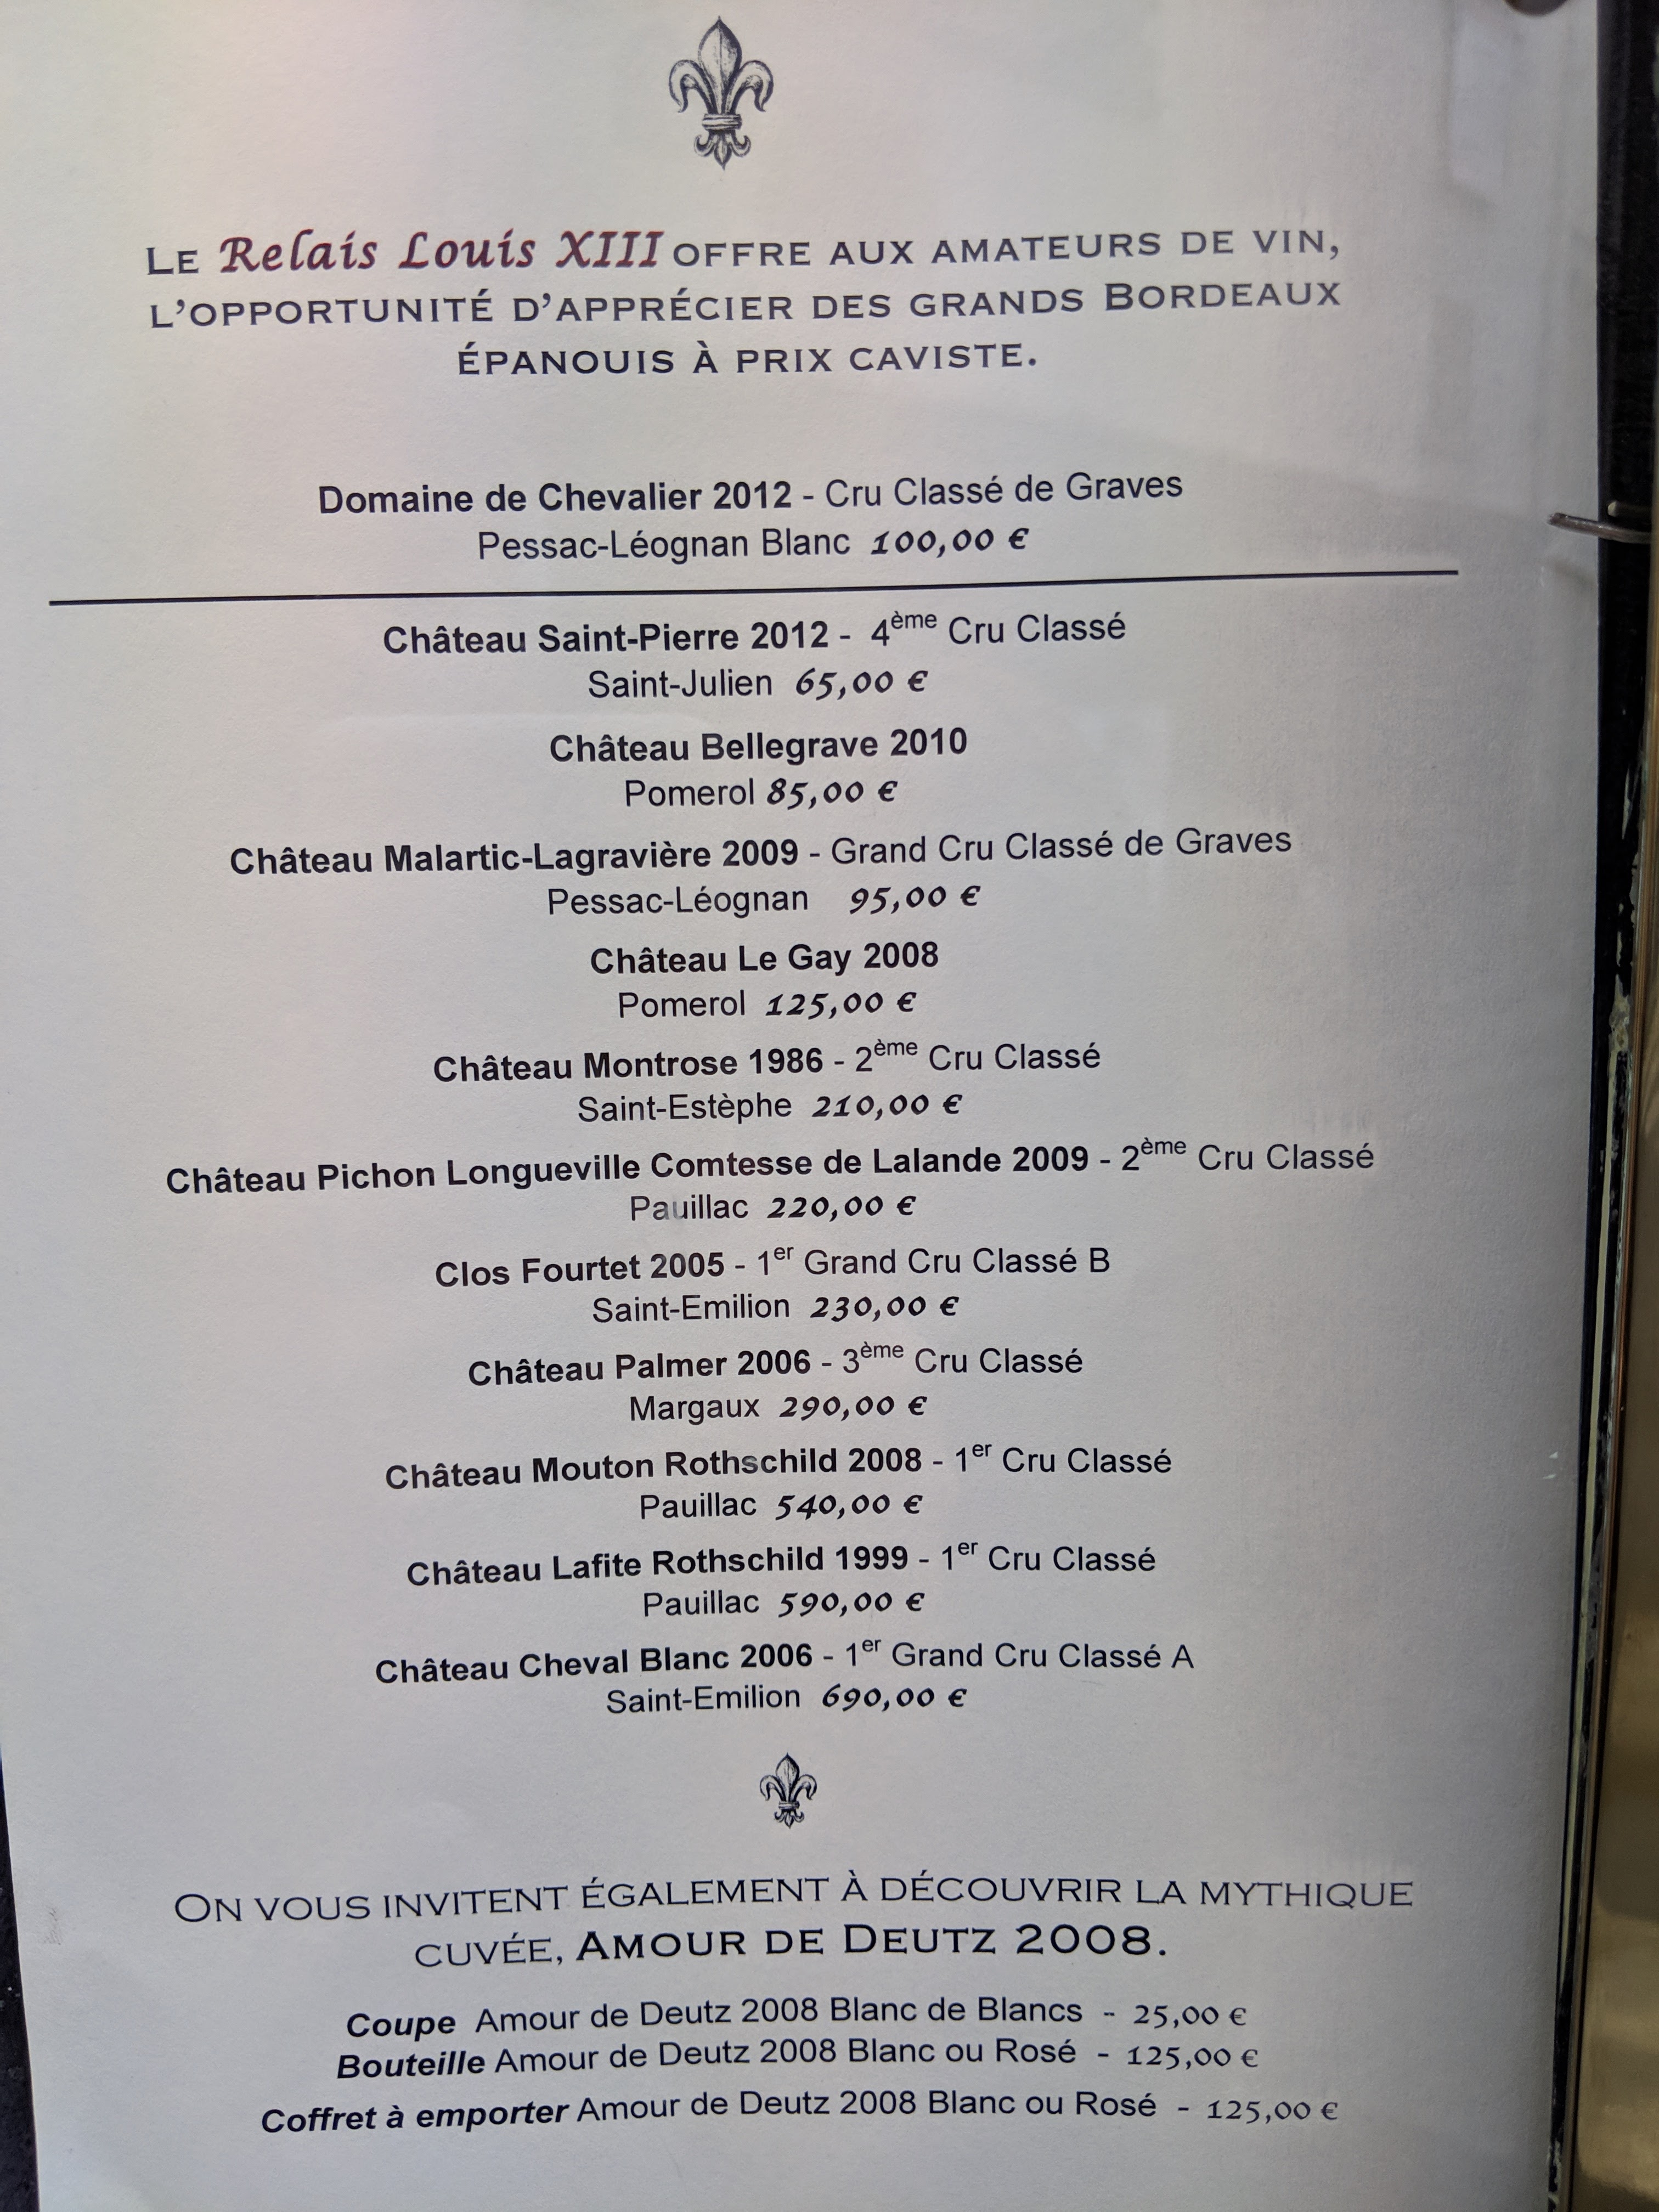 Le Relais Louis XIII offre aux amateurs de vin,
l'opportunité d'apprécier des grands Bordeaux
épanouis à prix caviste.
Domaine de Chevalier 2012 - Cru Classé de Graves
Pessac-Léognan Blanc 100,00 €
Château Saint-Pierre 2012 - 4ème Cru Classé
Saint-Julien 65,00 €
Château Bellegrave 2010
Pomerol 85,00 €
Château Malartic-Lagravière 2009 - Grand Cru Classé de Graves
Pessac-Léognan 95,00 €
Château Le Gay 2008
Pomerol 125,00 €
Château Montrose 1986 - 2ème Cru Classé
Saint-Estèphe 210,00 €
Château Pichon Longueville Comtesse de Lalande 2009 - 2ème Cru Classé
Pauillac 220,00 €
Clos Fourtet 2005 - 1er Grand Cru Classé B
Saint-Emilion 230,00 €
Château Palmer 2006 - 3ème Cru Classé
Margaux 290,00 €
Château Mouton Rothschild 2008 - 1er Cru Classé
Pauillac 540,00 €
Château Lafite Rothschild 1999 - 1er Cru Classé
Pauillac 590,00 €
Château Cheval Blanc 2006 - 1er Grand Cru Classé A
Saint-Emilion 690,00 €
On vous invitent également à découvrir la mythique
cuvée, Amour de Deutz 2008.
Coupe Amour de Deutz 2008 Blanc de Blancs - 25,00 €
Bouteille Amour de Deutz 2008 Blanc ou Rosé - 125,00 €
Coffret à emporter Amour de Deutz 2008 Blanc ou Rosé - 125,00 €